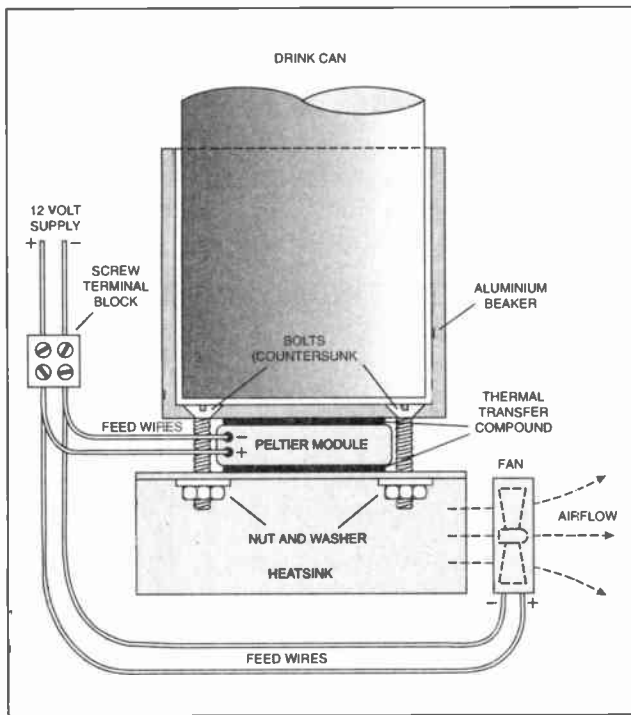 DRINK CAN
12 VOLT
SUPPLY
+ −
SCREW
TERMINAL
BLOCK
ALUMINIUM
BEAKER
BOLTS
(COUNTERSUNK
THERMAL
TRANSFER
COMPOUND
FEED WIRES
−
+
PELTIER MODULE
FAN
AIRFLOW
NUT AND WASHER
HEATSINK
− +
FEED WIRES